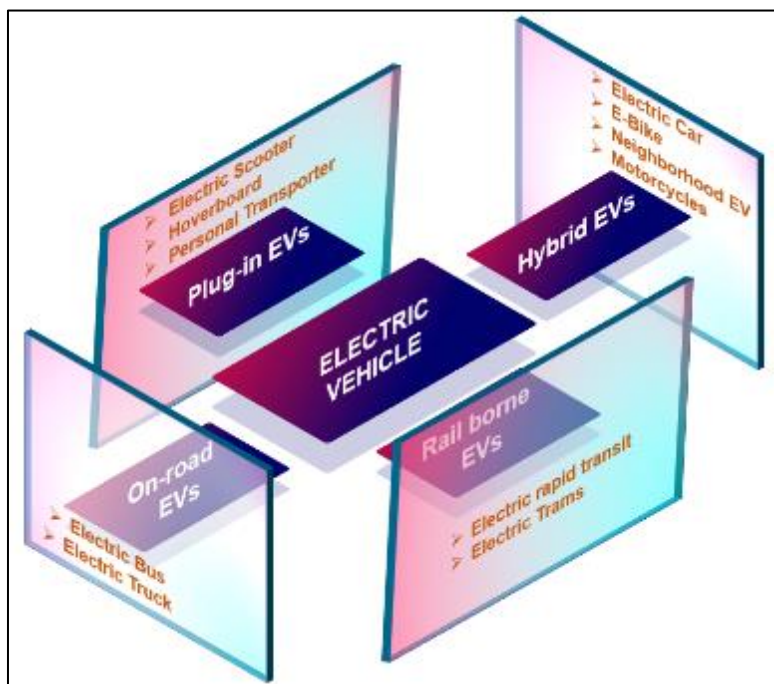 ➢ Electric Scooter
➢ Hoverboard
➢ Personal Transporter
Plug-in EVs
➢ Electric Car
➢ E-Bike
➢ Neighborhood EV
➢ Motorcycles
Hybrid EVs
ELECTRIC
VEHICLE
On-road
EVs
➢ Electric Bus
➢ Electric Truck
Rail borne
EVs
➢ Electric rapid transit
➢ Electric Trams